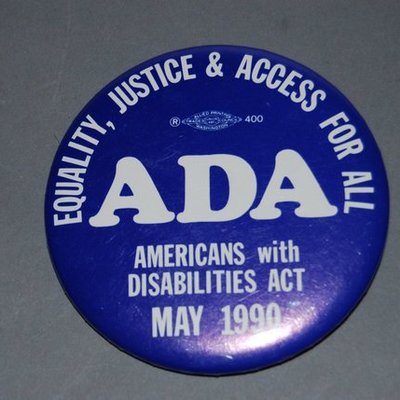 EQUALITY, JUSTICE & ACCESS FOR ALL
® ALLIED PRINTING WASHINGTON 400
ADA
AMERICANS with
DISABILITIES ACT
MAY 1990